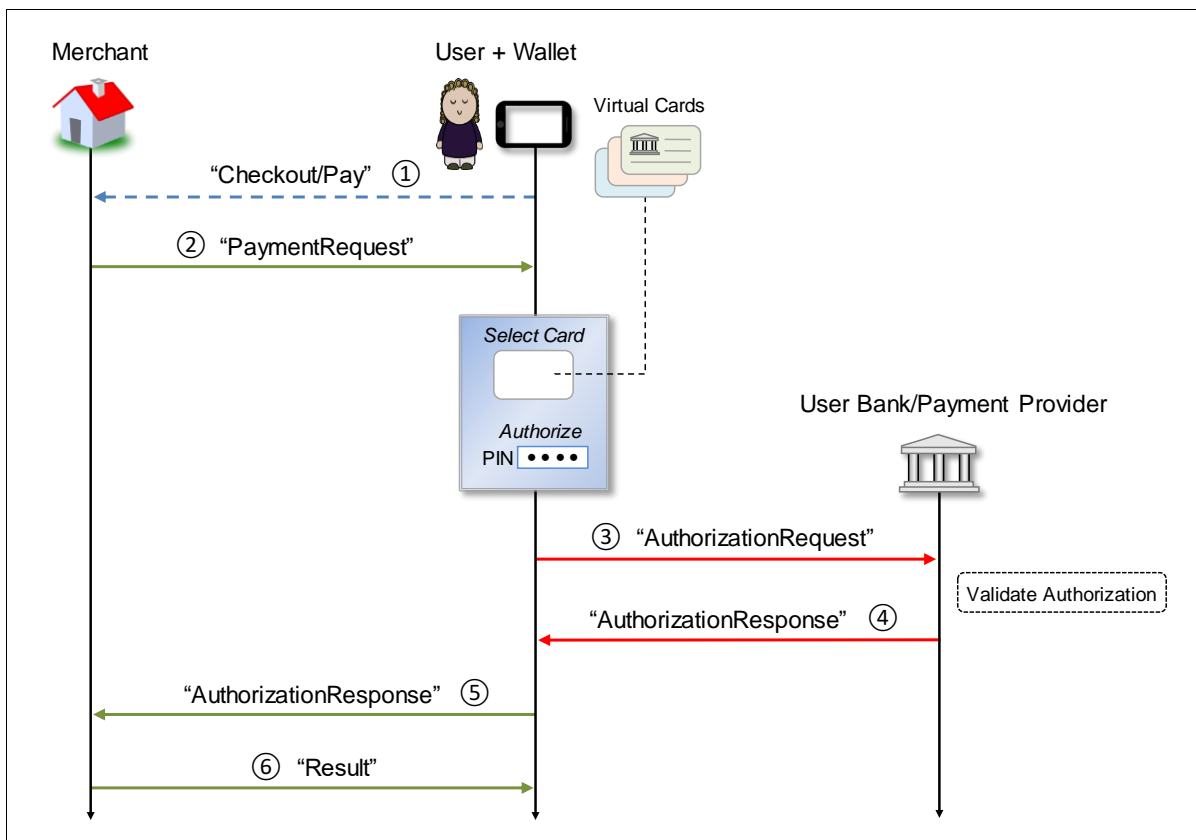 Merchant
User + Wallet
Virtual Cards
“Checkout/Pay” ①
② “PaymentRequest”
Select Card
Authorize
PIN ● ● ● ●
User Bank/Payment Provider
③ “AuthorizationRequest”
Validate Authorization
“AuthorizationResponse” ④
“AuthorizationResponse” ⑤
⑥ “Result”